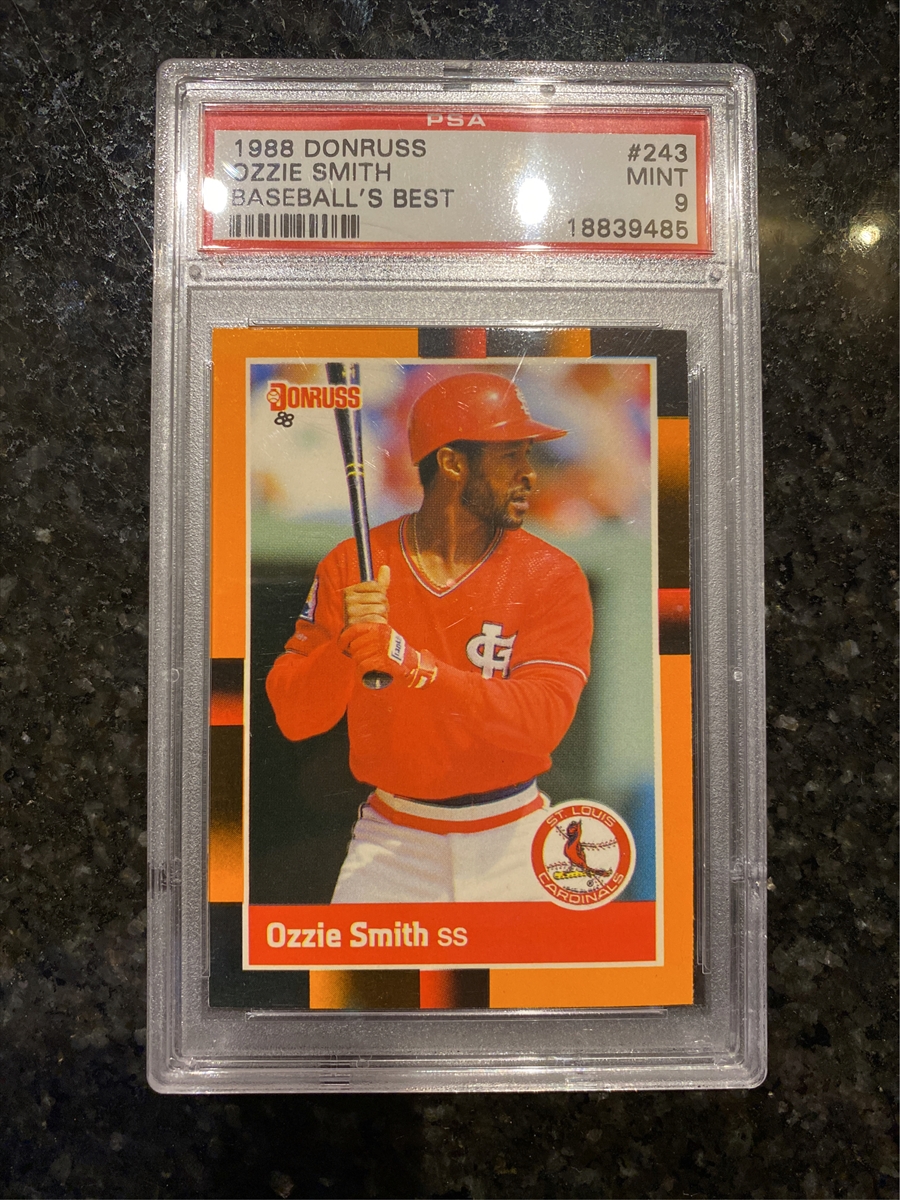 PSA
1988 DONRUSS #243
OZZIE SMITH MINT
BASEBALL'S BEST 9
18839485
DONRUSS
88
ST. LOUIS
CARDINALS
Ozzie Smith SS